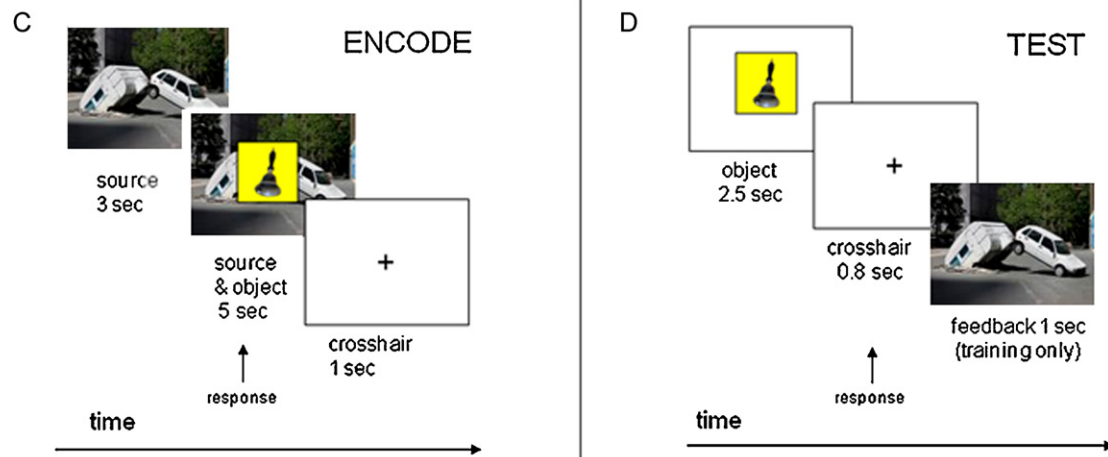 C
ENCODE
source
3 sec
source
& object
5 sec
crosshair
1 sec
response
time
D
TEST
object
2.5 sec
crosshair
0.8 sec
feedback 1 sec
(training only)
response
time